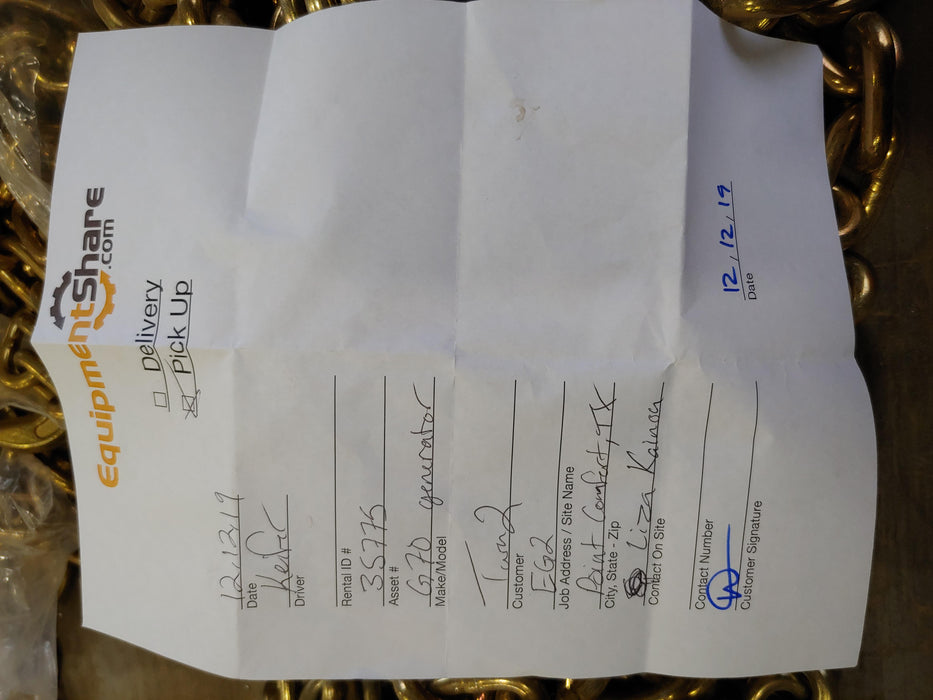 EquipmentShare
.com
Delivery
Pick Up
12,13,19
Date
Driver
Rental ID #
35775
Asset #
G70 generator
Make/Model
Turn2
Customer
EG2
Job Address / Site Name
Point Comfort, TX
City, State - Zip
Liza
Contact On Site
Contact Number
Customer Signature
12, 12, 19
Date